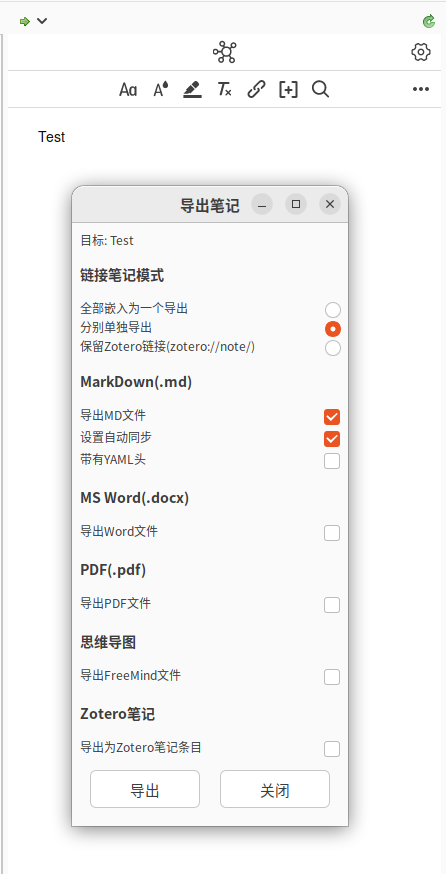 Aa
A
Tx
Test
导出笔记
目标: Test
链接笔记模式
全部嵌入为一个导出
分别单独导出
保留Zotero链接(zotero://note/)
MarkDown(.md)
导出MD文件
设置自动同步
带有YAML头
MS Word(.docx)
导出Word文件
PDF(.pdf)
导出PDF文件
思维导图
导出FreeMind文件
Zotero笔记
导出为Zotero笔记条目
导出
关闭